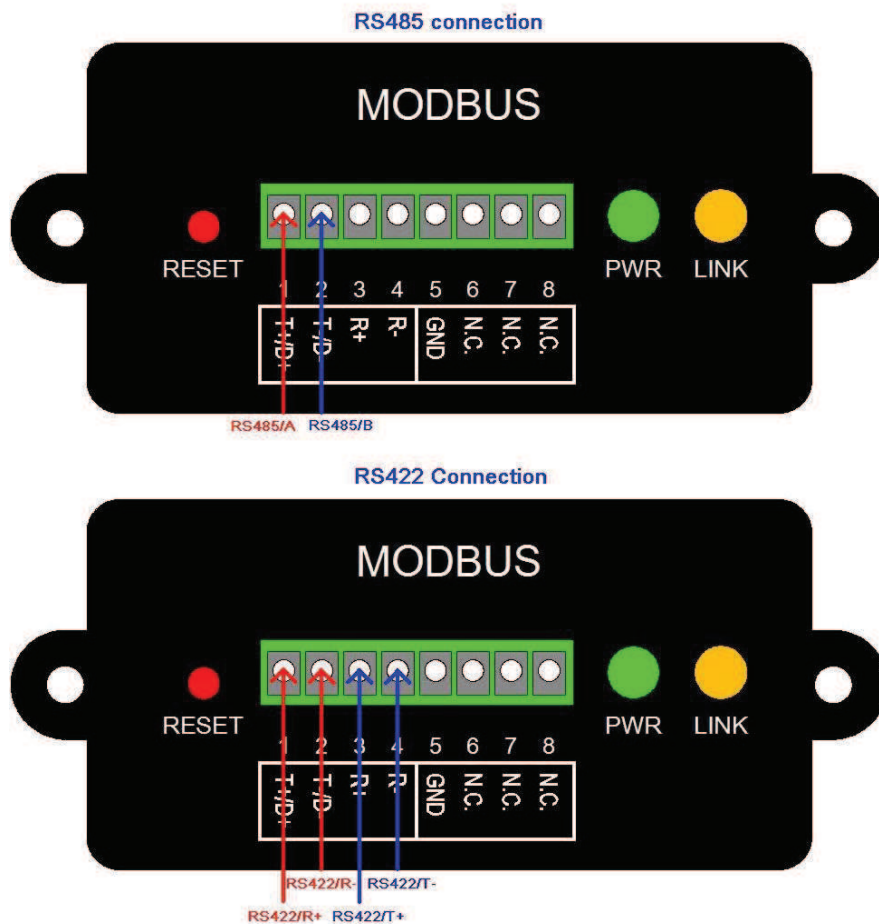 RS485 connection
MODBUS
RESET
PWR
LINK
1 2 3 4 5 6 7 8
T+/D+ T-/D- R+ R- GND N.C. N.C. N.C.
RS485/A RS485/B
RS422 Connection
MODBUS
RESET
PWR
LINK
1 2 3 4 5 6 7 8
T+/D+ T-/D- R+ R- GND N.C. N.C. N.C.
RS422/R- RS422/T-
RS422/R+ RS422/T+